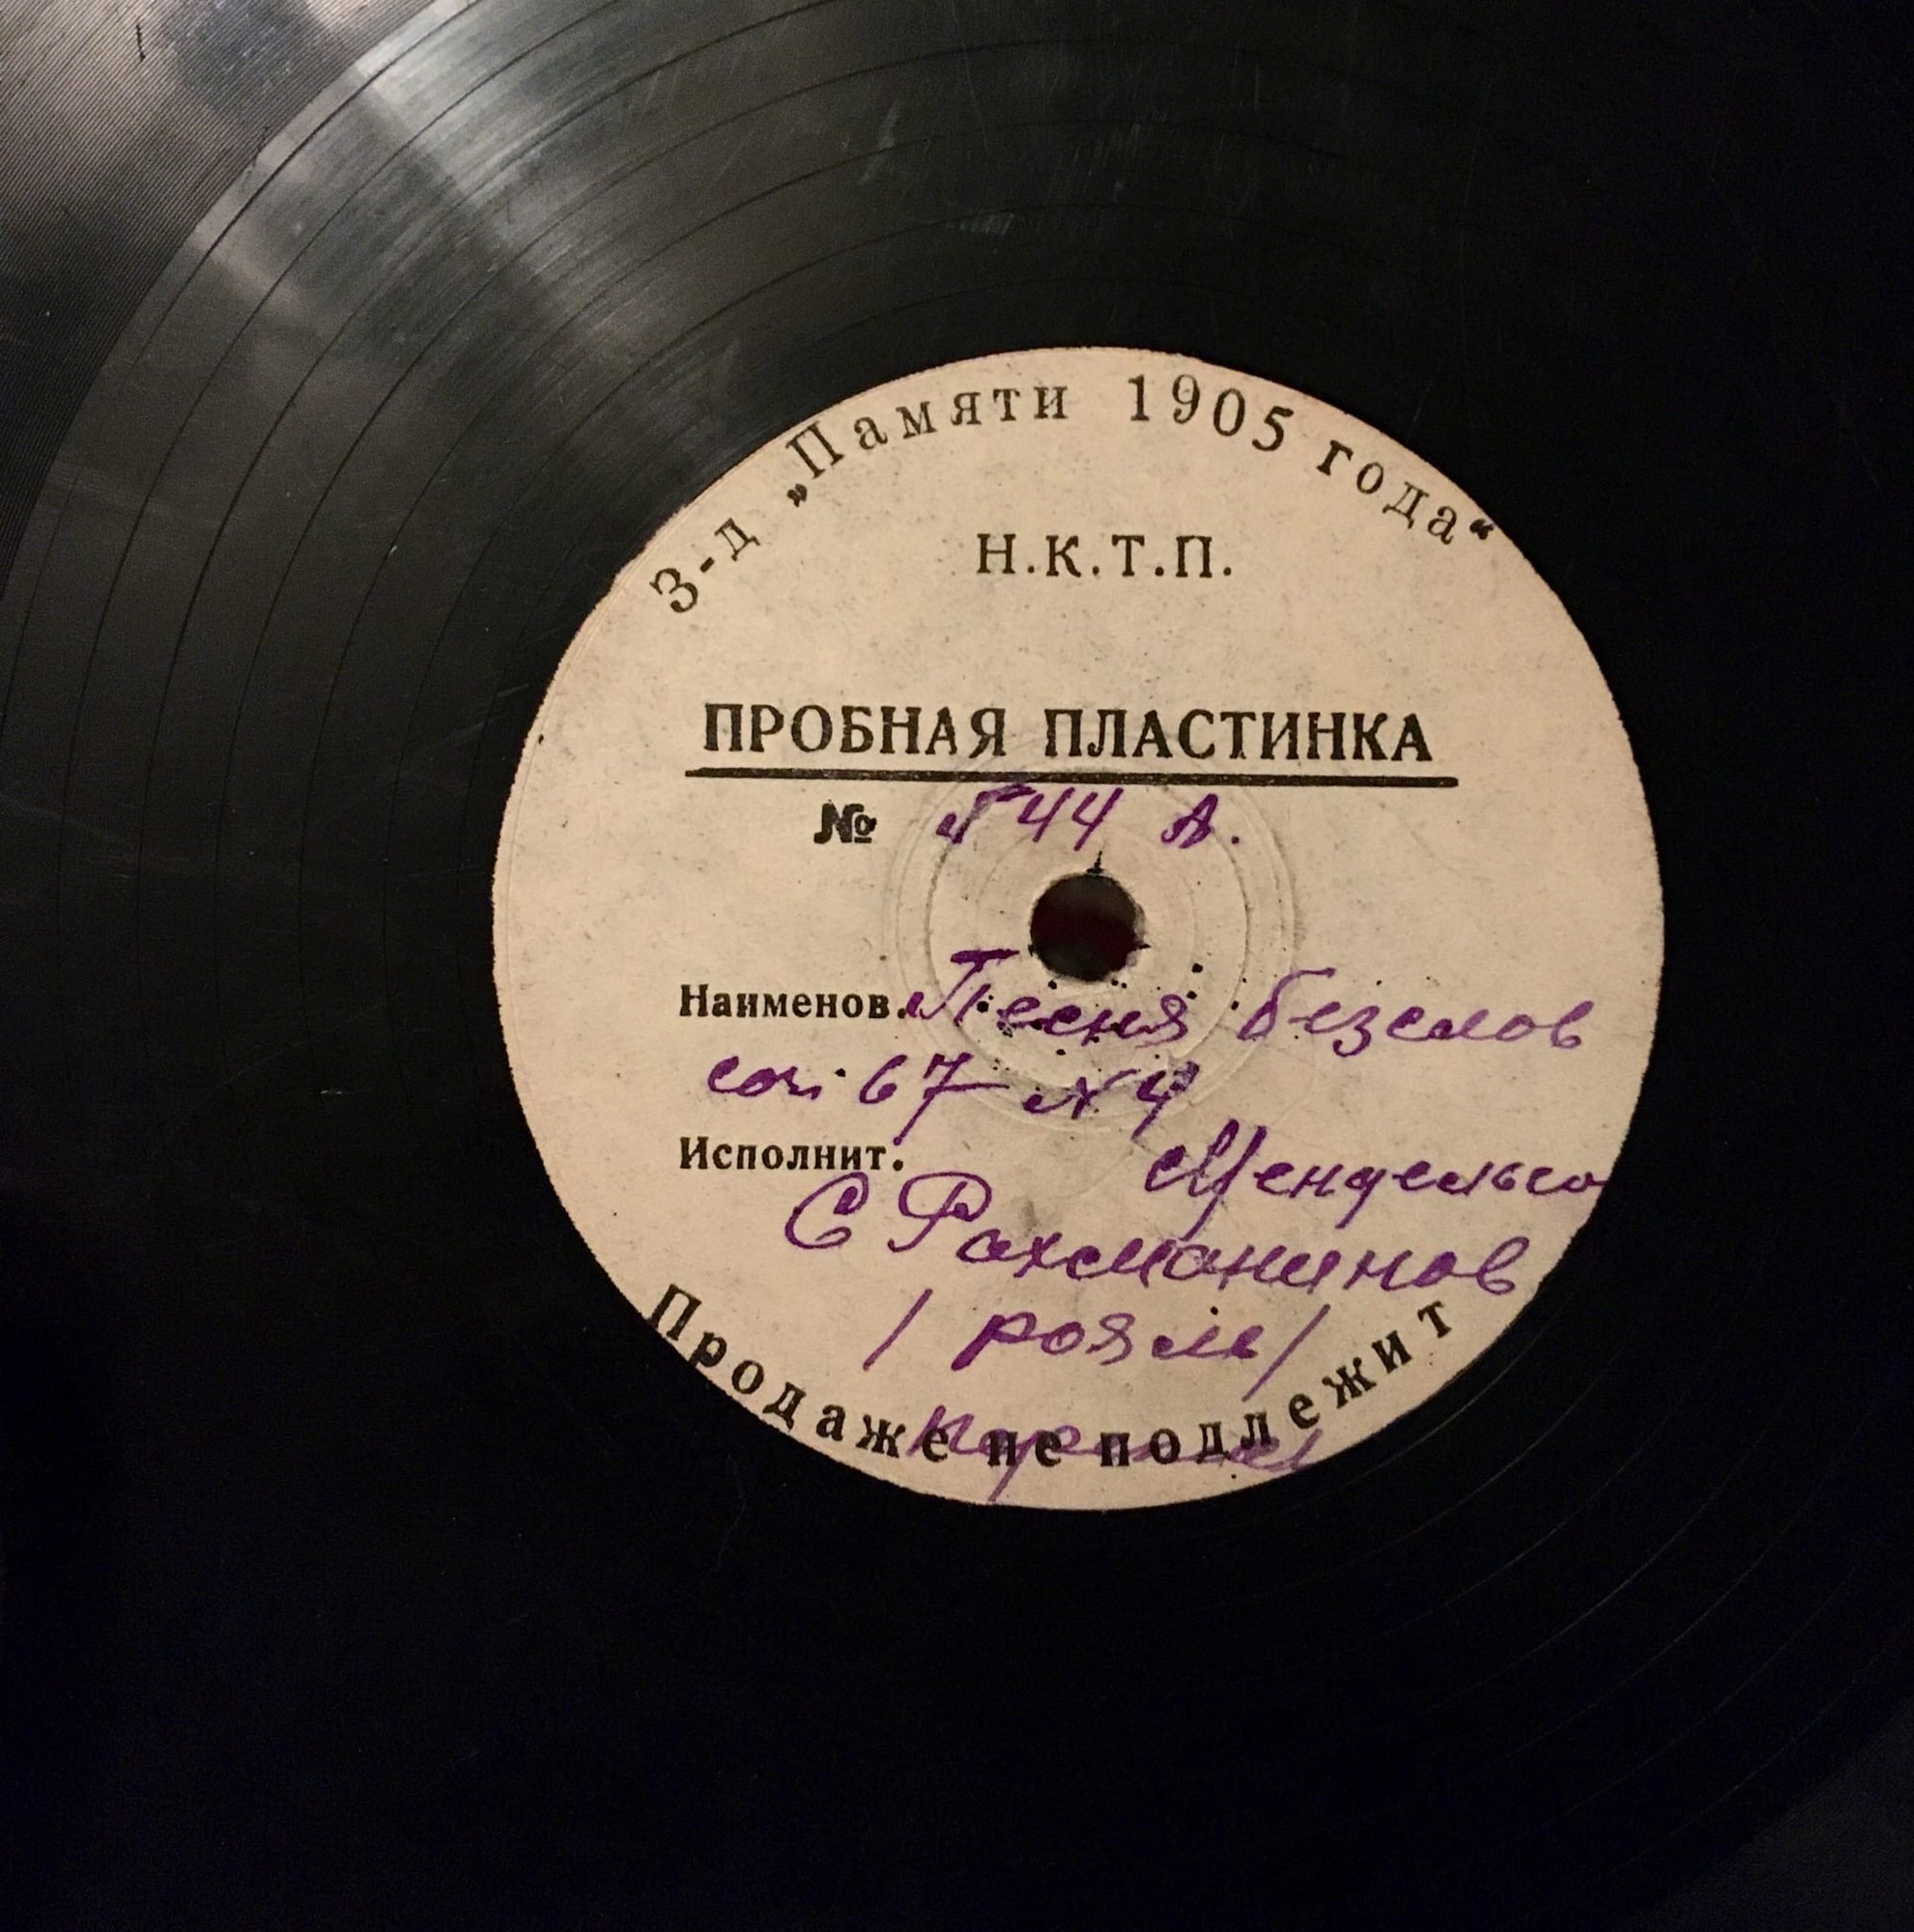 З-д „Памяти 1905 года“
Н.К.Т.П.
ПРОБНАЯ ПЛАСТИНКА
№ 544 А.
Наименов. Песня без слов
соч. 67 № 4
Мендельсо
Исполнит.
С Рахманинов
/ рояль /
Продаже не подлежит